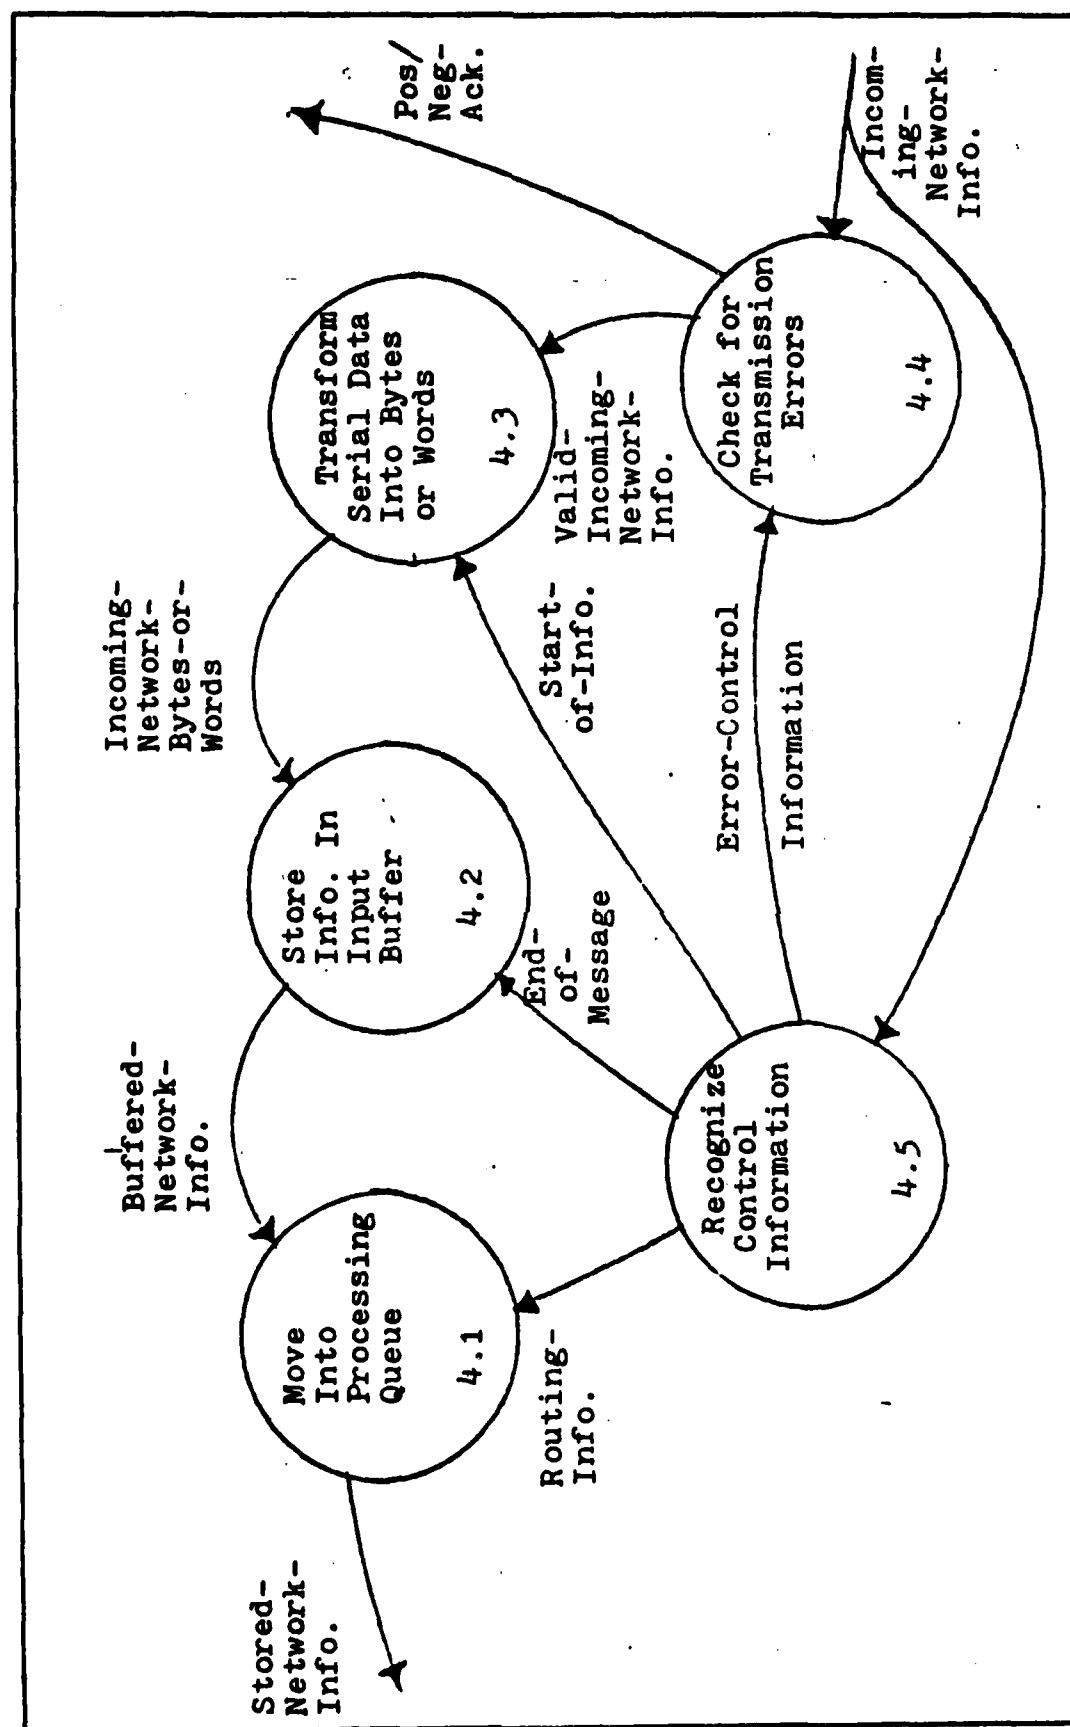 Stored-
Network-
Info.
Buffered-
Network-
Info.
Incoming-
Network-
Bytes-or-
Words
Pos/
Neg-
Ack.
Move
Into
Processing
Queue
4.1
Store
Info. In
Input
Buffer
4.2
Transform
Serial Data
Into Bytes
or Words
4.3
Routing-
Info.
End-
of-
Message
Start-
of-Info.
Valid-
Incoming-
Network-
Info.
Recognize
Control
Information
4.5
Error-Control
Information
Check for
Transmission
Errors
4.4
Incom-
ing-
Network-
Info.